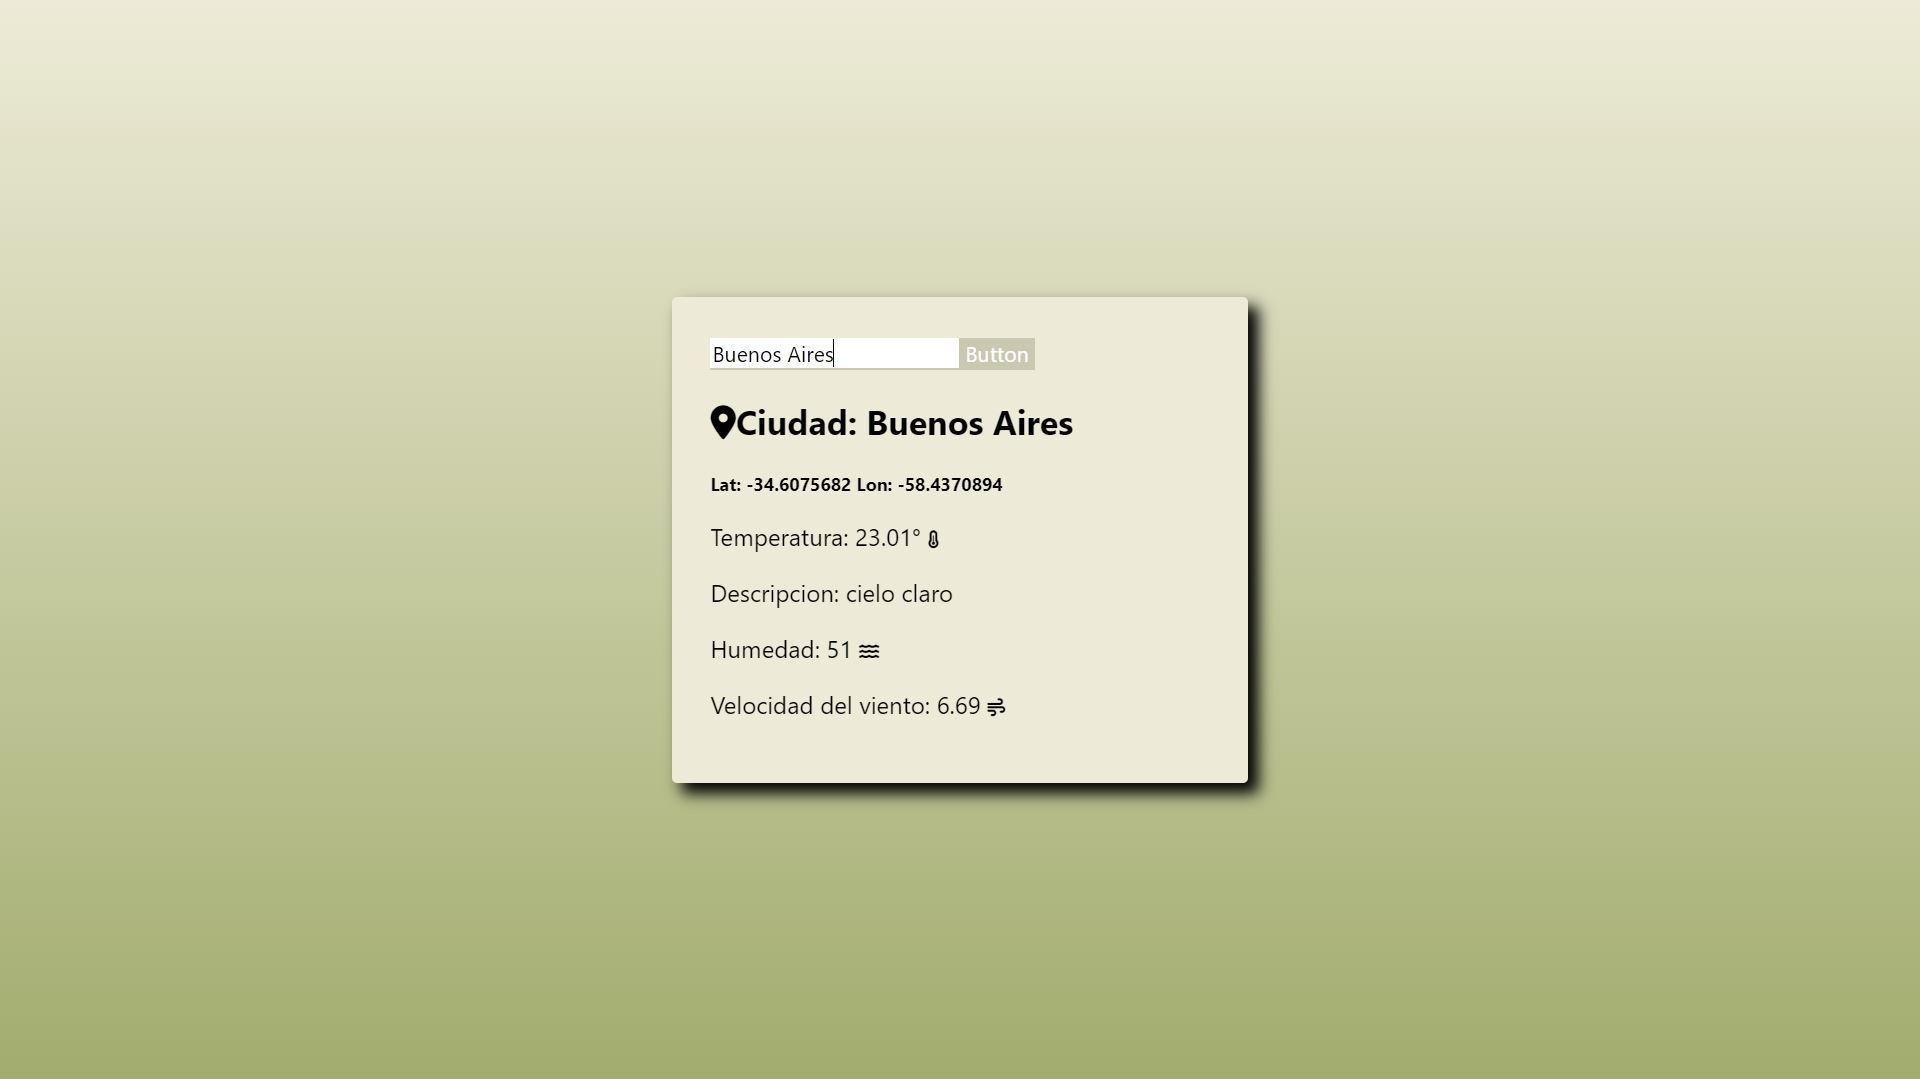 Buenos Aires Button
Ciudad: Buenos Aires
Lat: -34.6075682 Lon: -58.4370894
Temperatura: 23.01°
Descripcion: cielo claro
Humedad: 51
Velocidad del viento: 6.69